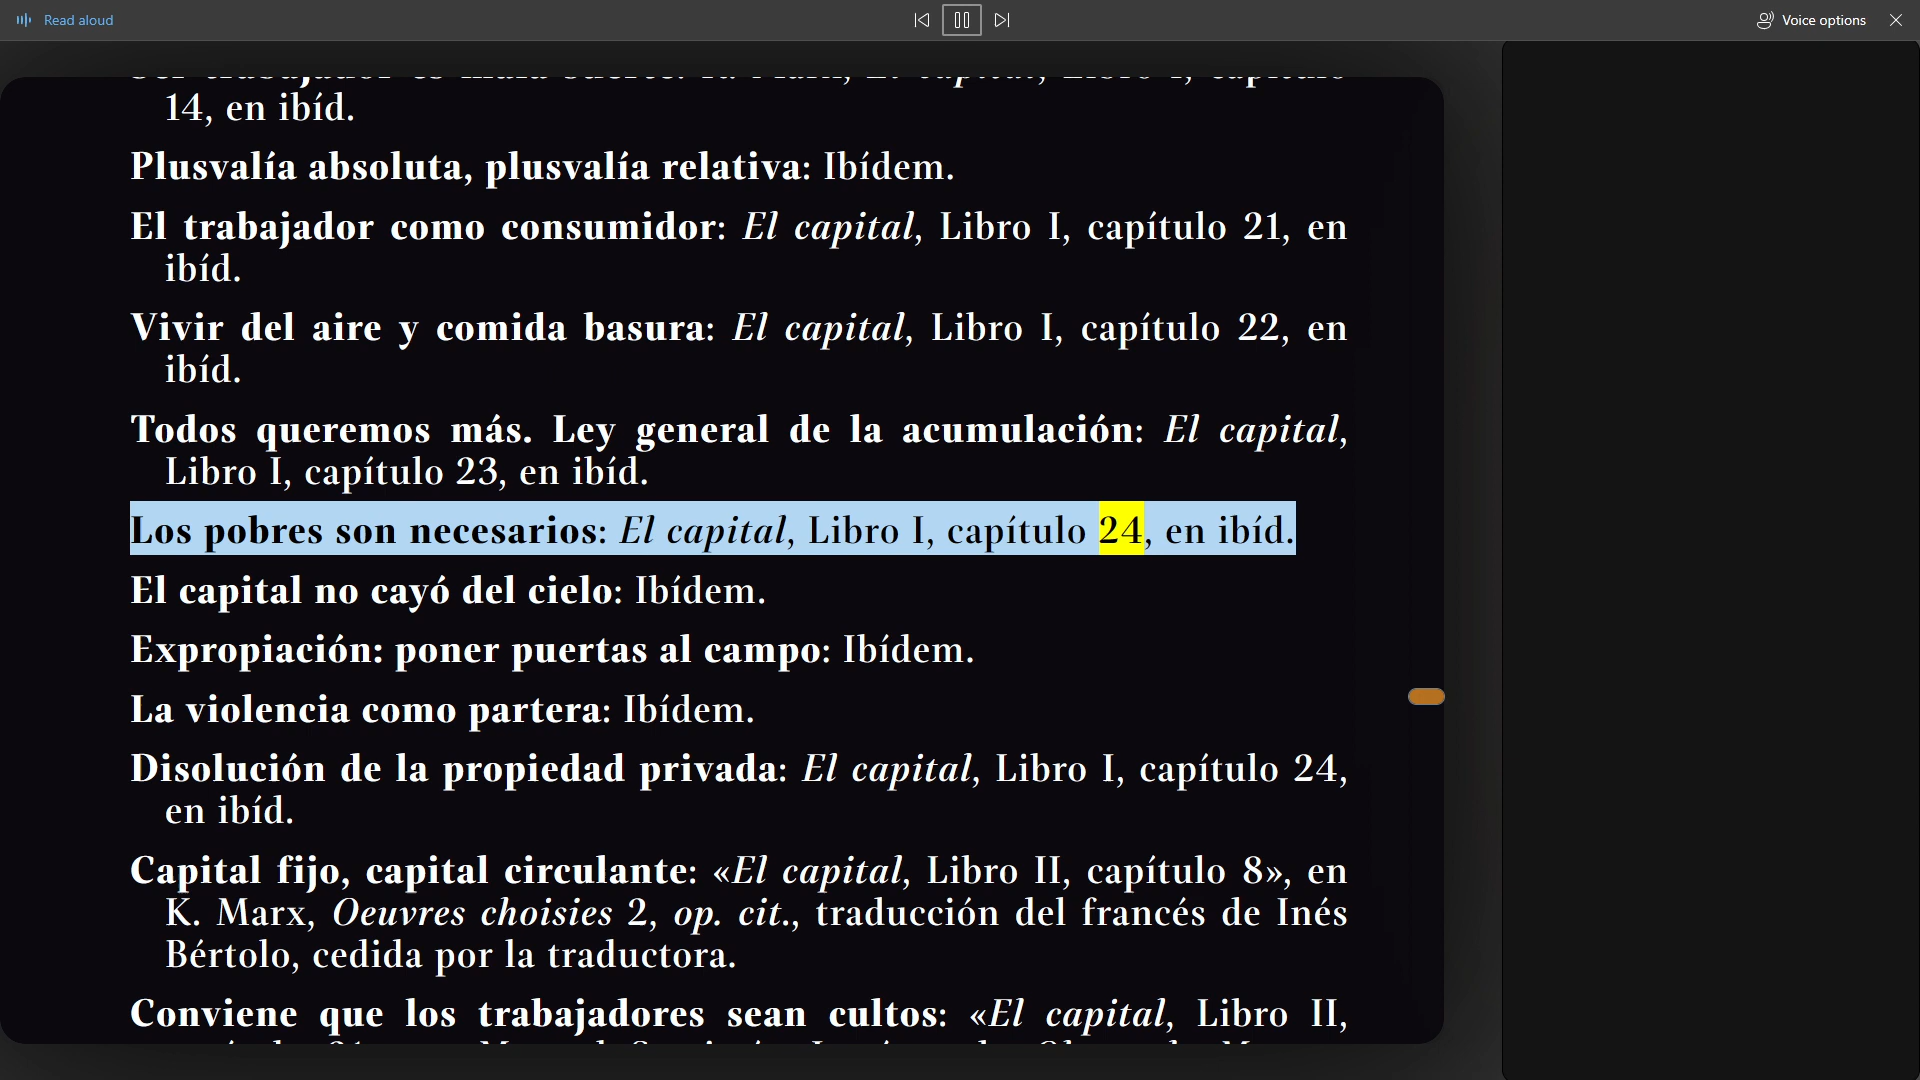 Read aloud
Voice options
14, en ibíd.
Plusvalía absoluta, plusvalía relativa: Ibídem.
El trabajador como consumidor: El capital, Libro I, capítulo 21, en
ibíd.
Vivir del aire y comida basura: El capital, Libro I, capítulo 22, en
ibíd.
Todos queremos más. Ley general de la acumulación: El capital,
Libro I, capítulo 23, en ibíd.
Los pobres son necesarios: El capital, Libro I, capítulo 24, en ibíd.
El capital no cayó del cielo: Ibídem.
Expropiación: poner puertas al campo: Ibídem.
La violencia como partera: Ibídem.
Disolución de la propiedad privada: El capital, Libro I, capítulo 24,
en ibíd.
Capital fijo, capital circulante: «El capital, Libro II, capítulo 8», en
K. Marx, Oeuvres choisies 2, op. cit., traducción del francés de Inés
Bértolo, cedida por la traductora.
Conviene que los trabajadores sean cultos: «El capital, Libro II,